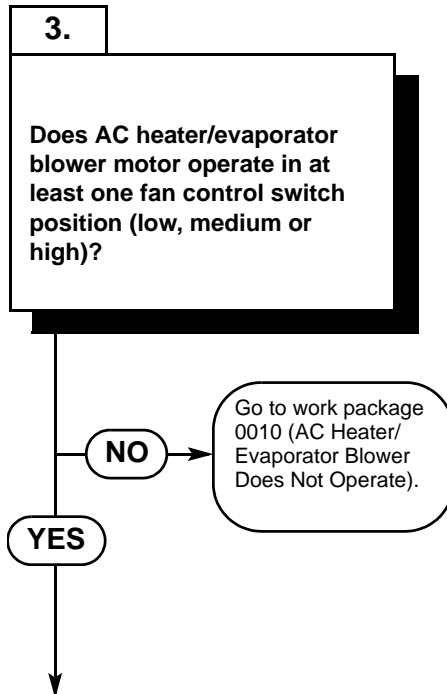 3.
Does AC heater/evaporator
blower motor operate in at
least one fan control switch
position (low, medium or
high)?
NO
Go to work package
0010 (AC Heater/
Evaporator Blower
Does Not Operate).
YES